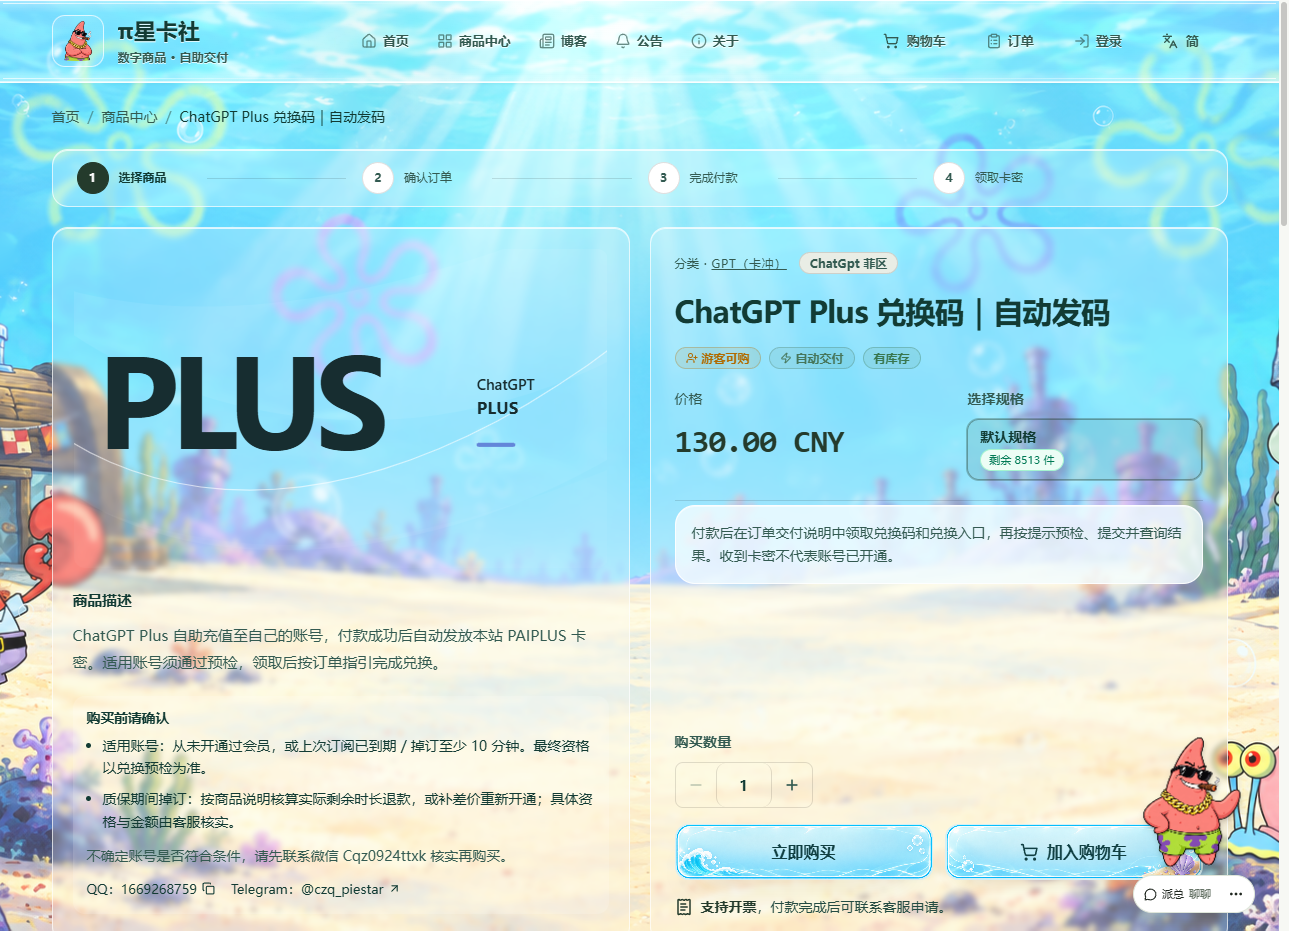 π星卡社
数字商品 • 自助交付
首页
商品中心
博客
公告
关于
购物车
订单
登录
简
首页 / 商品中心 / ChatGPT Plus 兑换码 | 自动发码
1 选择商品
2 确认订单
3 完成付款
4 领取卡密
PLUS
ChatGPT
PLUS
商品描述
ChatGPT Plus 自助充值至自己的账号，付款成功后自动发放本站 PAIPLUS 卡
密。适用账号须通过预检，领取后按订单指引完成兑换。
购买前请确认
• 适用账号：从未开通过会员，或上次订阅已到期 / 掉订至少 10 分钟。最终资格
以兑换预检为准。
• 质保期间掉订：按商品说明核算实际剩余时长退款，或补差价重新开通；具体资
格与金额由客服核实。
不确定账号是否符合条件，请先联系微信 Cqz0924ttxk 核实再购买。
QQ：1669268759 Telegram：@czq_piestar ↗
分类 · GPT（卡冲） ChatGpt 菲区
ChatGPT Plus 兑换码 | 自动发码
游客可购 自动交付 有库存
价格
130.00 CNY
选择规格
默认规格
剩余 8513 件
付款后在订单交付说明中领取兑换码和兑换入口，再按提示预检、提交并查询结
果。收到卡密不代表账号已开通。
购买数量
− 1 +
立即购买
加入购物车
支持开票，付款完成后可联系客服申请。
派总 聊聊 •••